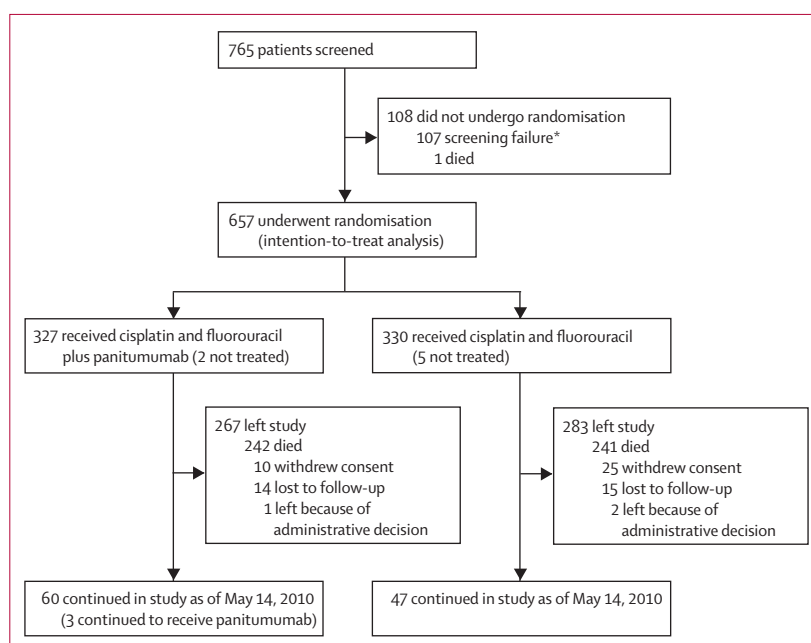 765 patients screened
108 did not undergo randomisation
107 screening failure*
1 died
657 underwent randomisation
(intention-to-treat analysis)
327 received cisplatin and fluorouracil
plus panitumumab (2 not treated)
330 received cisplatin and fluorouracil
(5 not treated)
267 left study
242 died
10 withdrew consent
14 lost to follow-up
1 left because of
administrative decision
283 left study
241 died
25 withdrew consent
15 lost to follow-up
2 left because of
administrative decision
60 continued in study as of May 14, 2010
(3 continued to receive panitumumab)
47 continued in study as of May 14, 2010